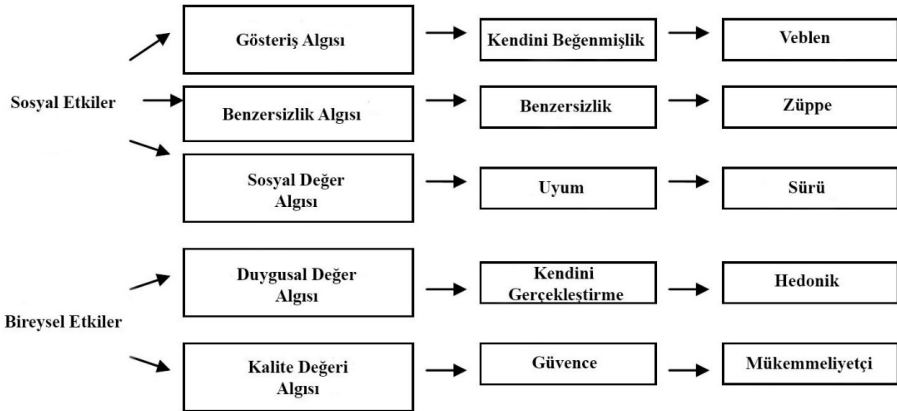 Gösteriş Algısı
Kendini Beğenmişlik
Veblen
Sosyal Etkiler
Benzersizlik Algısı
Benzersizlik
Züppe
Sosyal Değer
Algısı
Uyum
Sürü
Bireysel Etkiler
Duygusal Değer
Algısı
Kendini
Gerçekleştirme
Hedonik
Kalite Değeri
Algısı
Güvence
Mükemmeliyetçi